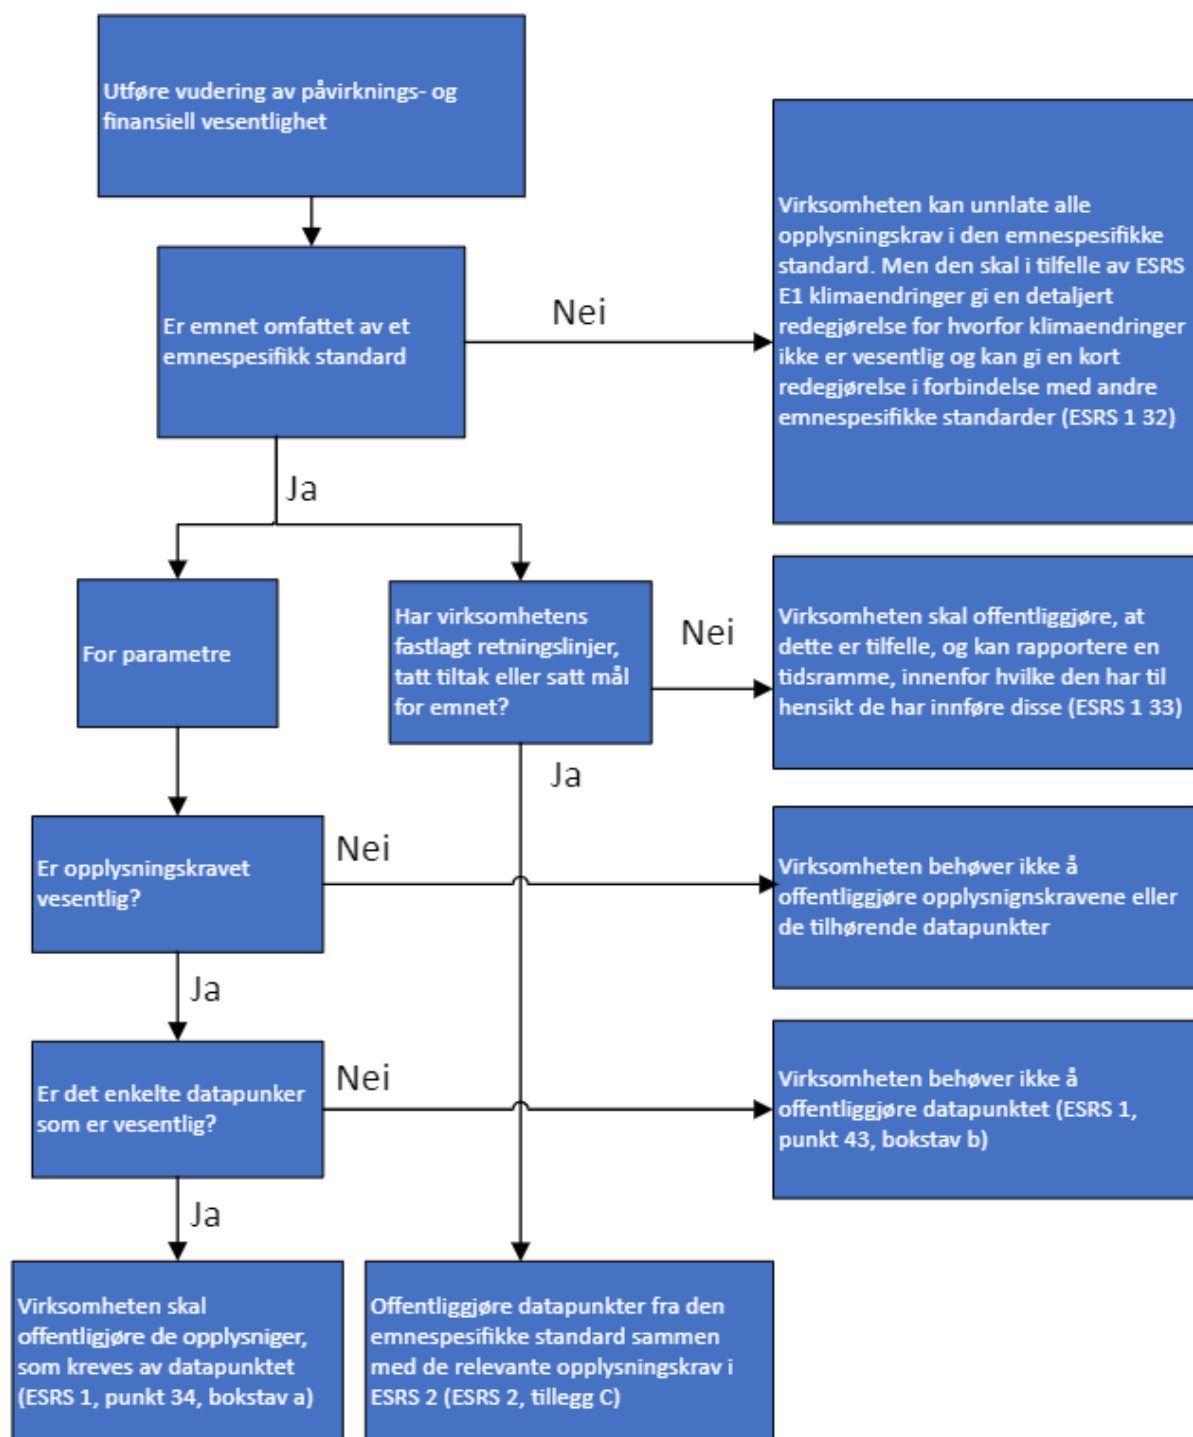 Utføre vudering av påvirknings- og
finansiell vesentlighet
Virksomheten kan unnlate alle
opplysningskrav i den emnespesifikke
standard. Men den skal i tilfelle av ESRS
E1 klimaendringer gi en detaljert
redegjørelse for hvorfor klimaendringer
ikke er vesentlig og kan gi en kort
redegjørelse i forbindelse med andre
emnespesifikke standarder (ESRS 1 32)
Er emnet omfattet av et
emnespesifikk standard
Nei
Ja
For parametre
Har virksomhetens
fastlagt retningslinjer,
tatt tiltak eller satt mål
for emnet?
Nei
Virksomheten skal offentliggjøre, at
dette er tilfelle, og kan rapportere en
tidsramme, innenfor hvilke den har til
hensikt de har innføre disse (ESRS 1 33)
Ja
Er opplysningskravet
vesentlig?
Nei
Virksomheten behøver ikke å
offentliggjøre opplysignskravene eller
de tilhørende datapunkter
Ja
Er det enkelte datapunker
som er vesentlig?
Nei
Virksomheten behøver ikke å
offentliggjøre datapunktet (ESRS 1,
punkt 43, bokstav b)
Ja
Virksomheten skal
offentligjøre de opplysniger,
som kreves av datapunktet
(ESRS 1, punkt 34, bokstav a)
Offentliggjøre datapunkter fra den
emnespesifikke standard sammen
med de relevante opplysningskrav i
ESRS 2 (ESRS 2, tillegg C)